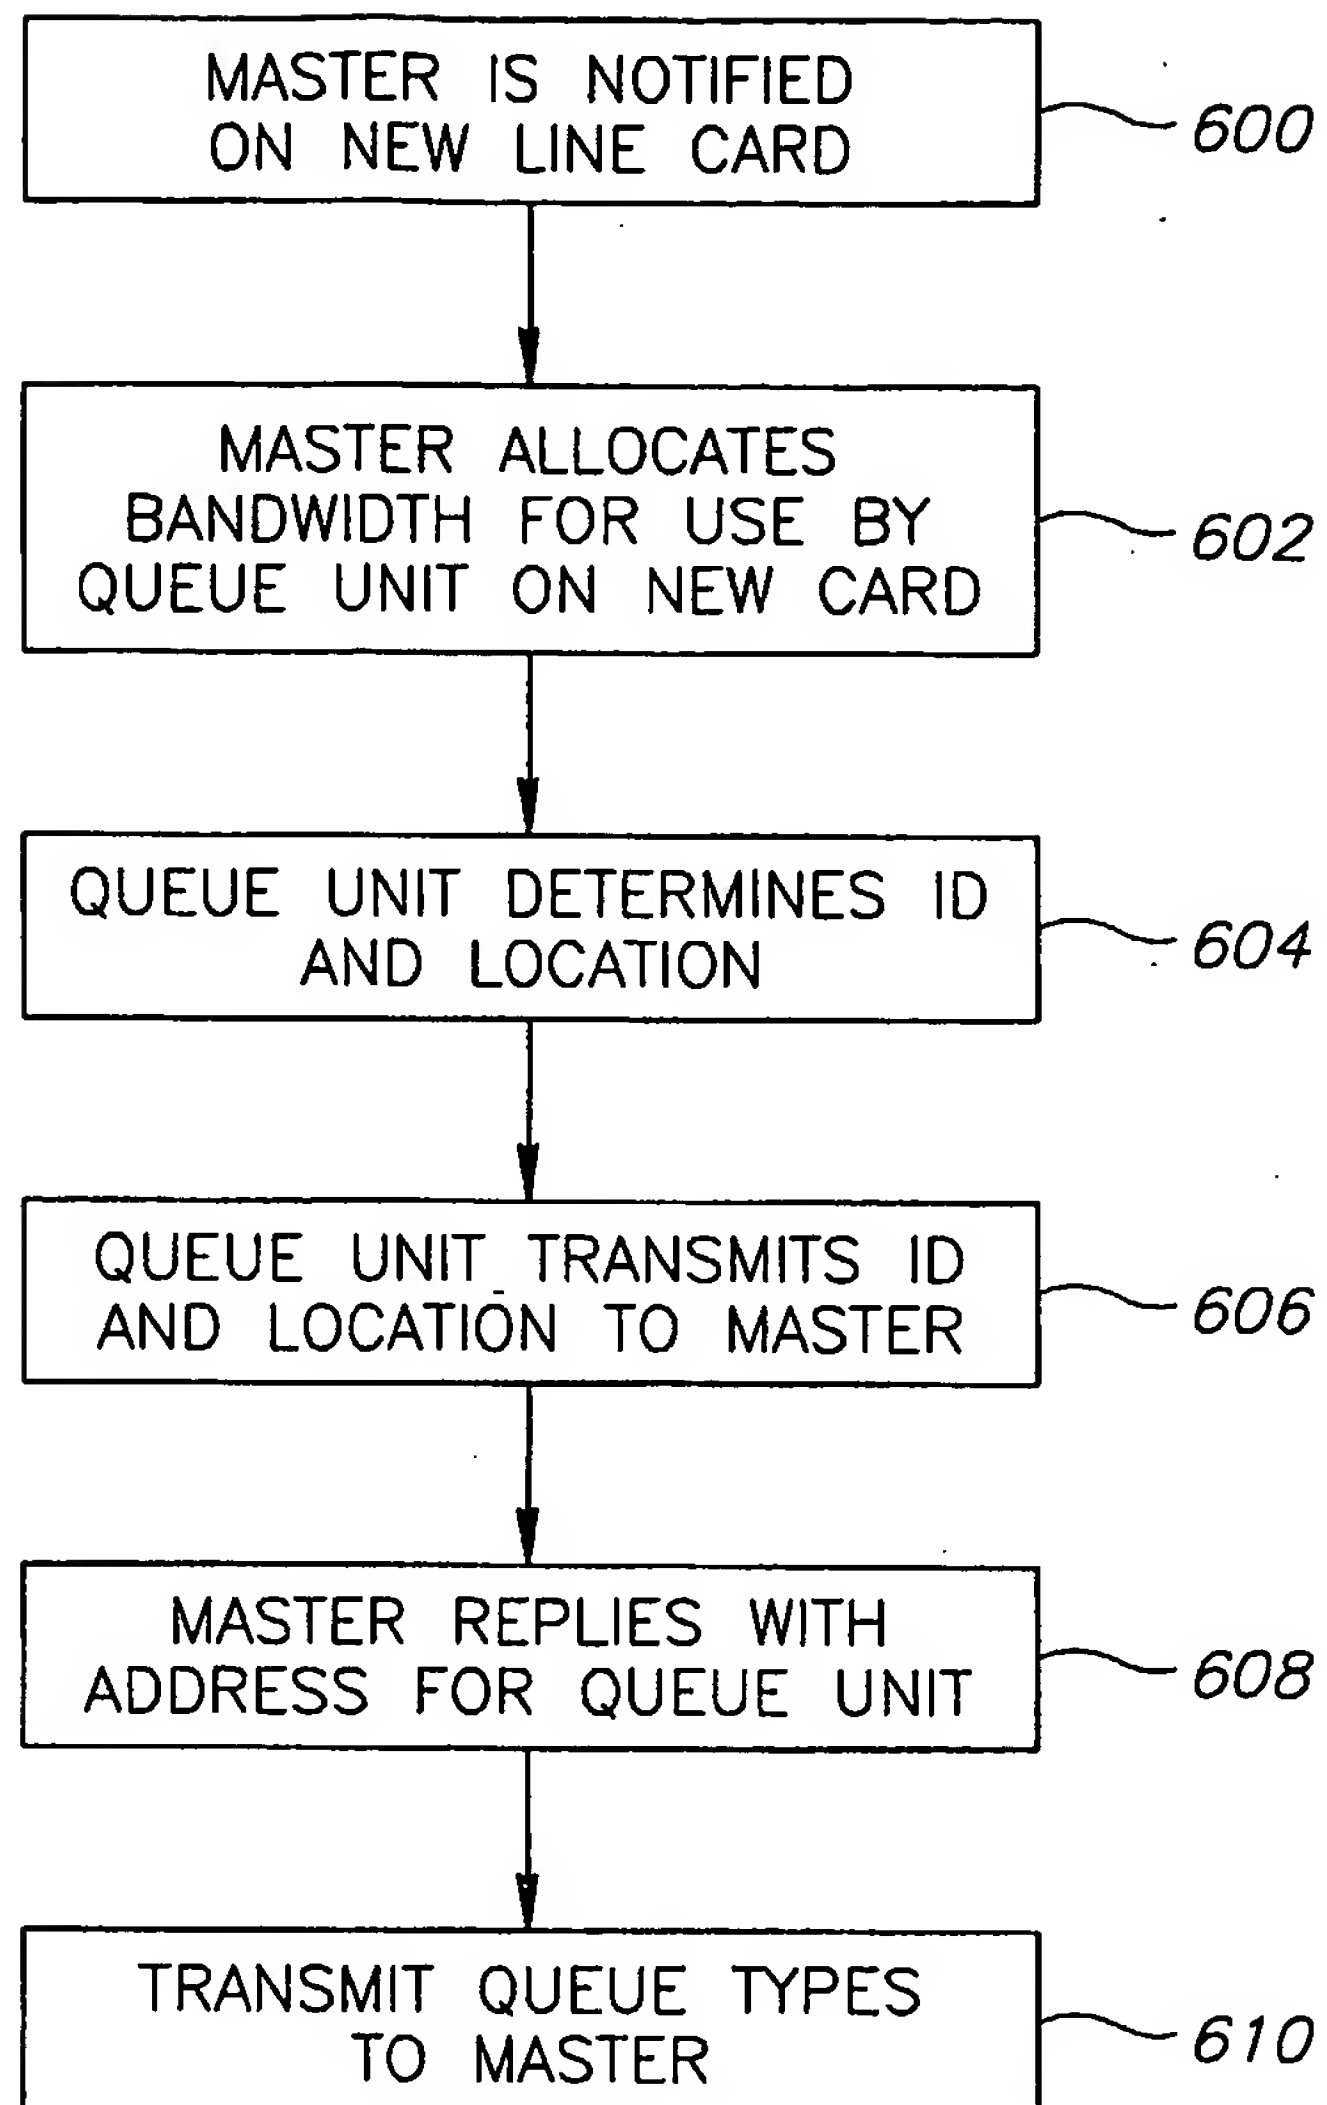 MASTER IS NOTIFIED
ON NEW LINE CARD
600
MASTER ALLOCATES
BANDWIDTH FOR USE BY
QUEUE UNIT ON NEW CARD
602
QUEUE UNIT DETERMINES ID
AND LOCATION
604
QUEUE UNIT TRANSMITS ID
AND LOCATION TO MASTER
606
MASTER REPLIES WITH
ADDRESS FOR QUEUE UNIT
608
TRANSMIT QUEUE TYPES
TO MASTER
610